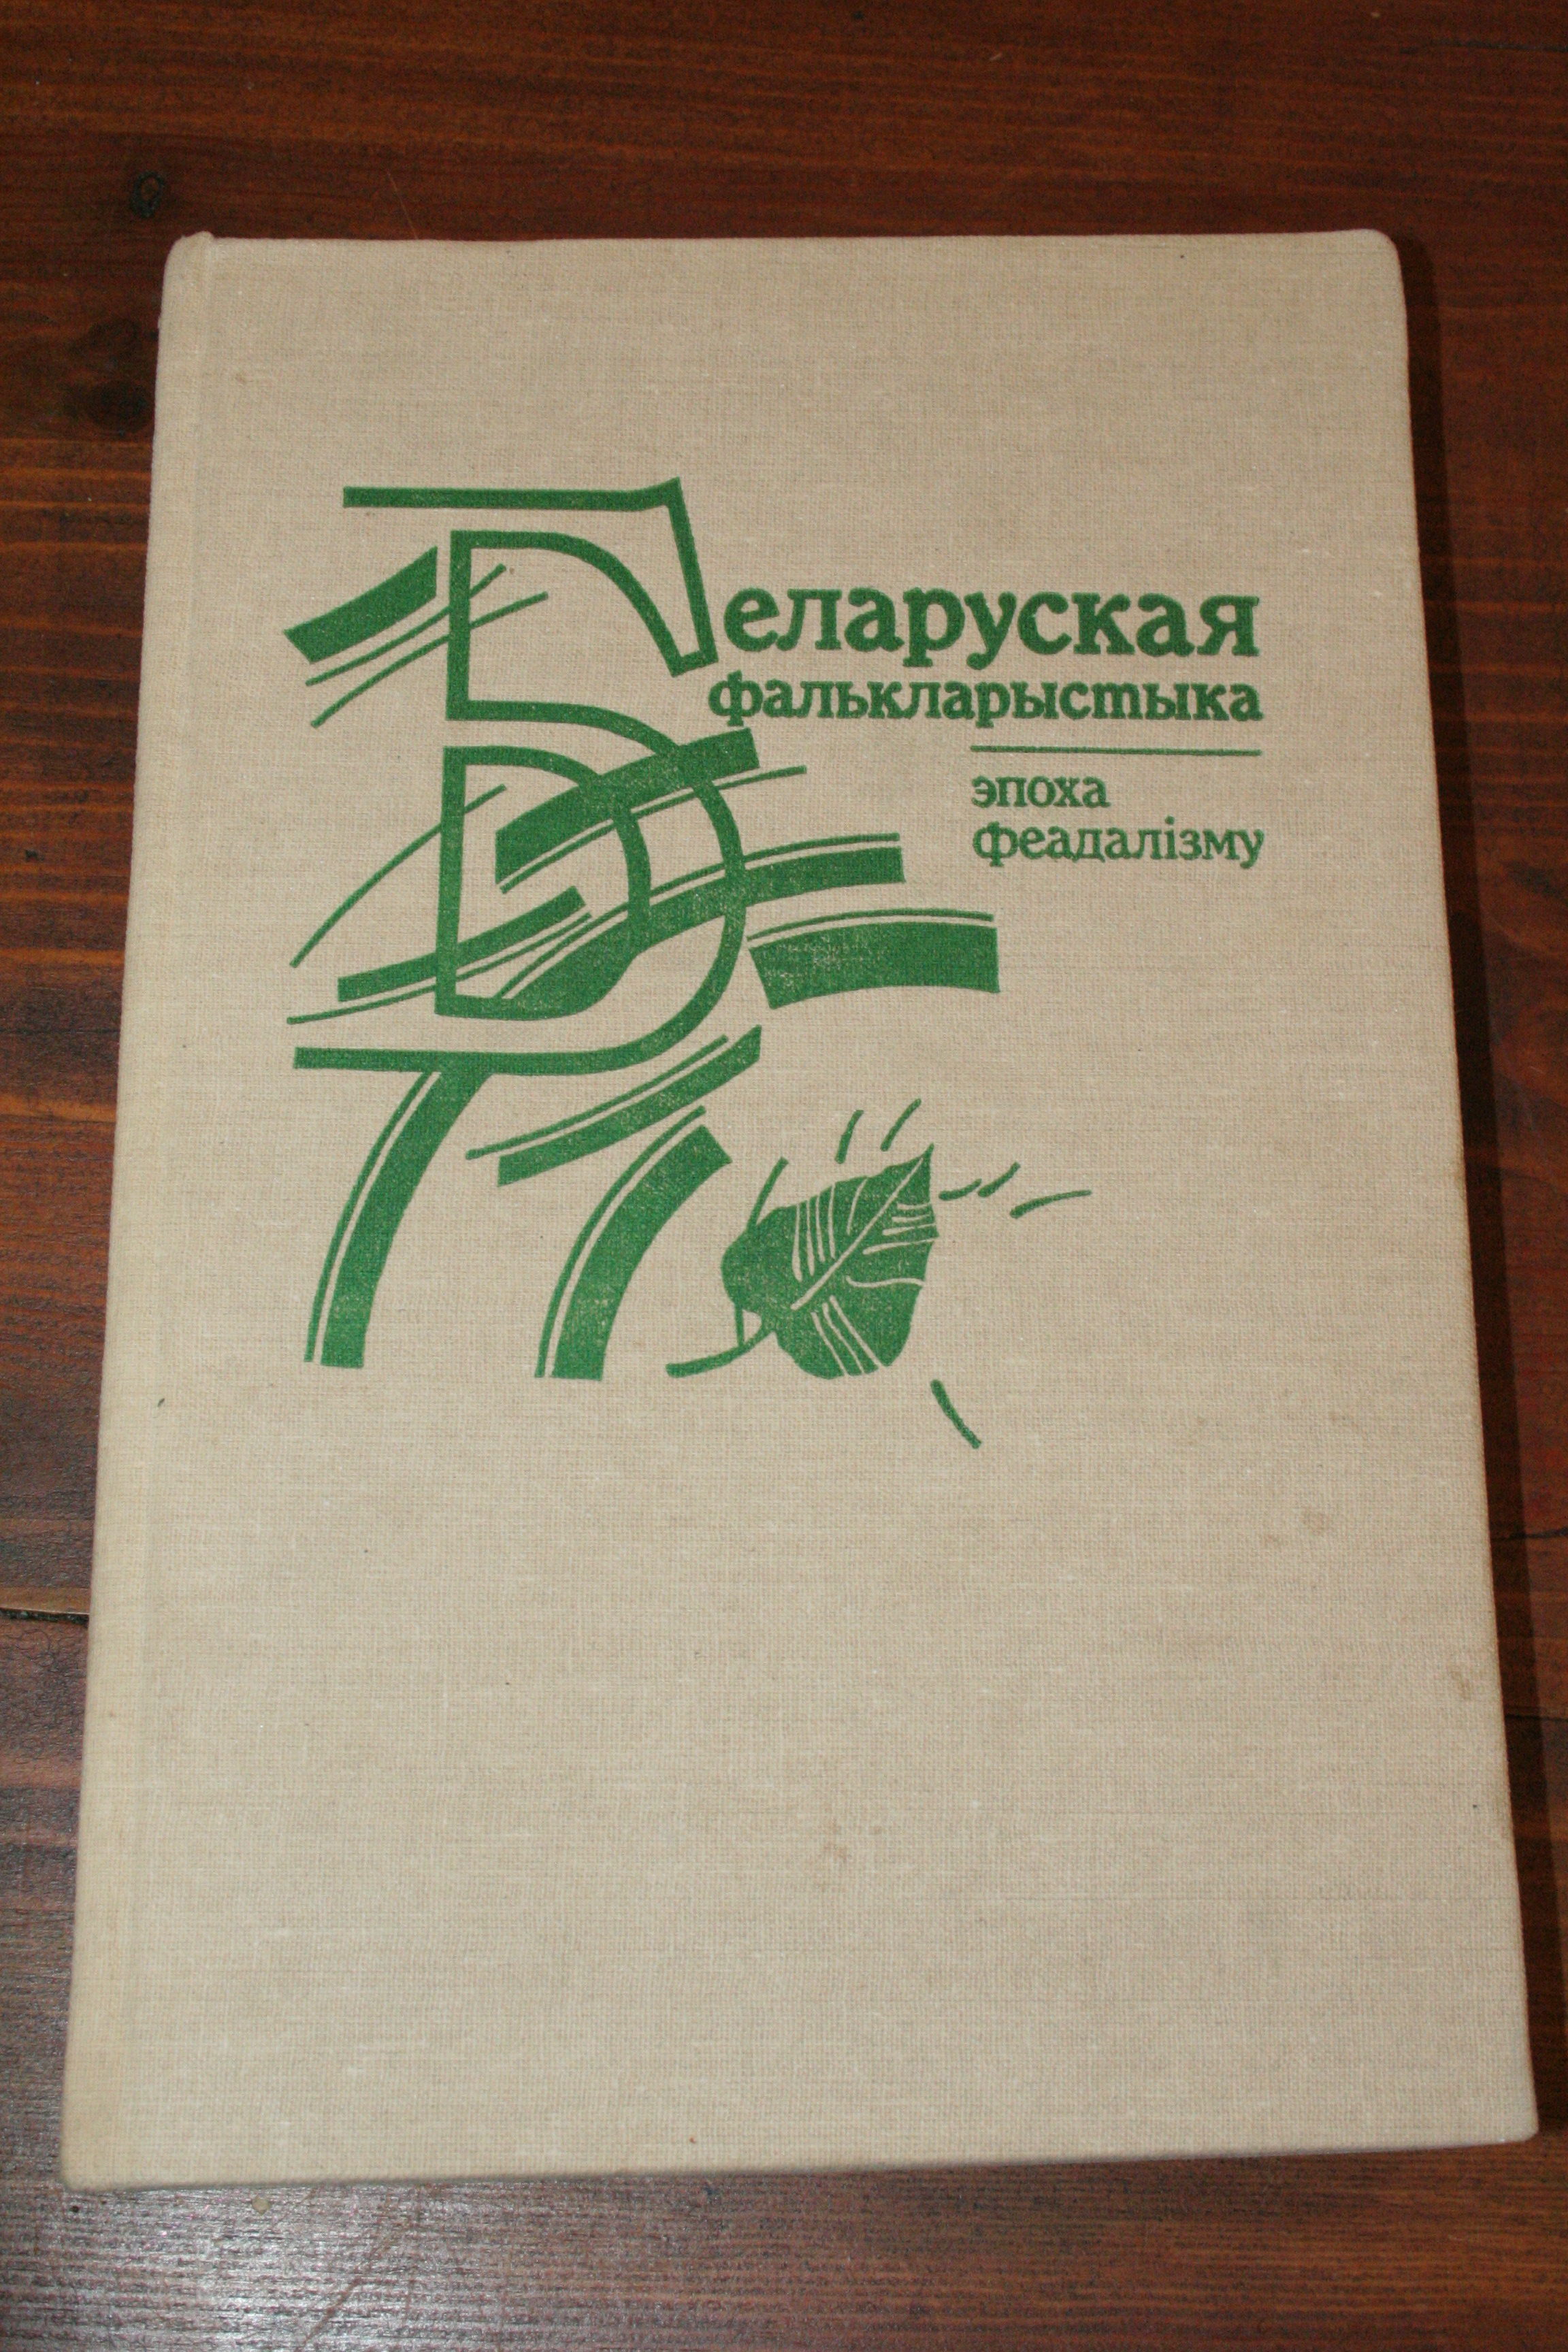 Беларуская
фалькларыстыка
эпоха
феадалізму